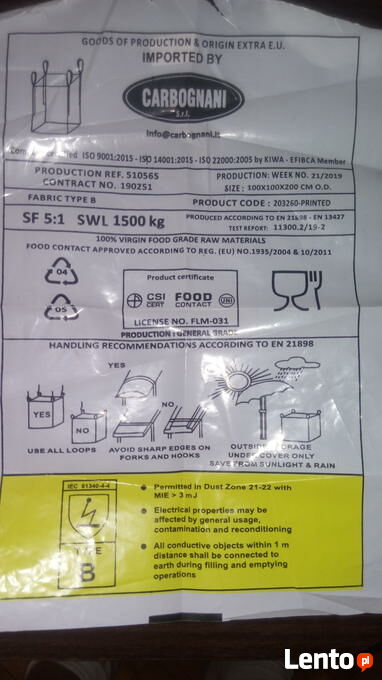 GOODS OF PRODUCTION & ORIGIN EXTRA E.U.
IMPORTED BY
CARBOGNANI
S.r.l.
info@carbognani.it
ISO 9001:2015 - ISO 14001:2015 - ISO 22000:2005 by KIWA - EFIBCA Member
PRODUCTION REF. 510565
CONTRACT NO. 190251
PRODUCTION: WEEK NO. 21/2019
SIZE : 100X100X200 CM O.D.
FABRIC TYPE B
PRODUCT CODE : 203260-PRINTED
SF 5:1 SWL 1500 kg
PRODUCED ACCORDING TO EN 21898 - EN 13427
TEST REPORT: 11300.2/19-2
100% VIRGIN FOOD GRADE RAW MATERIALS
FOOD CONTACT APPROVED ACCORDING TO REG. (EU) NO.1935/2004 & 10/2011
04
05
Product certificate
CSI CERT
FOOD CONTACT
UNI
LICENSE NO. FLM-031
PRODUCTION : GENERAL GRADE
HANDLING RECOMMENDATIONS ACCORDING TO EN 21898
YES
NO
YES
NO
USE ALL LOOPS
AVOID SHARP EDGES ON
FORKS AND HOOKS
OUTSIDE STORAGE
UNDER COVER ONLY
SAVE FROM SUNLIGHT & RAIN
IEC 61340-4-4
TYPE
B
● Permitted in Dust Zone 21-22 with
MIE > 3 mJ
● Electrical properties may be
affected by general usage,
contamination and reconditioning
● All conductive objects within 1 m
distance shall be connected to
earth during filling and emptying
operations
Lento.pl